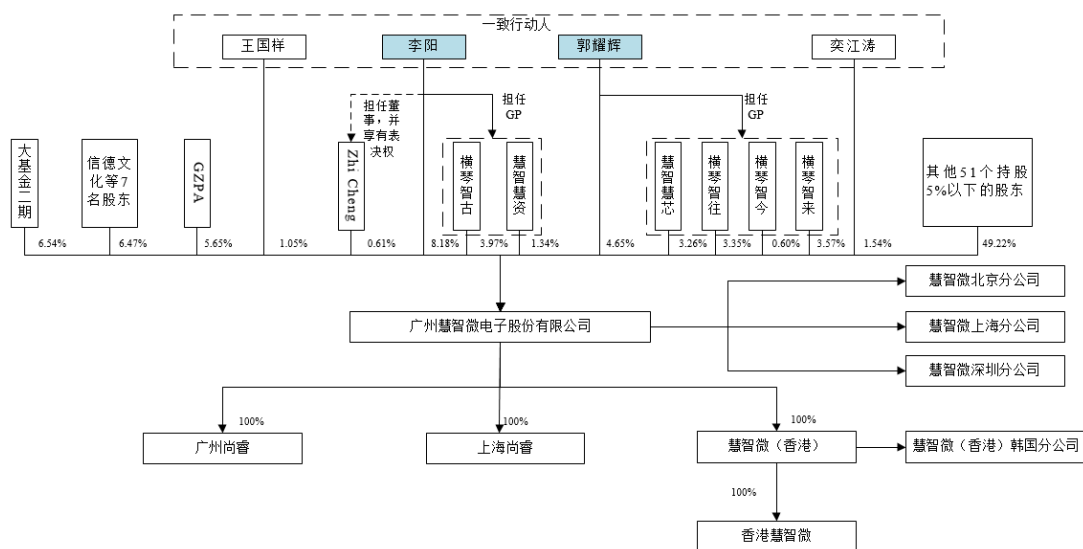 一致行动人
王国样
李阳
郭耀辉
奕江涛
担任董
事，并
享有表
决权
担任
GP
担任
GP
大基金二期
信德文
化等7
名股东
GZPA
Zhi Cheng
横琴智古
慧智慧资
慧智慧芯
横琴智往
横琴智今
横琴智来
其他51个持股
5%以下的股东
6.54%
6.47%
5.65%
1.05%
0.61%
8.18%
3.97%
1.34%
4.65%
3.26%
3.35%
0.60%
3.57%
1.54%
49.22%
慧智微北京分公司
广州慧智微电子股份有限公司
慧智微上海分公司
慧智微深圳分公司
100%
100%
100%
广州尚睿
上海尚睿
慧智微（香港）
慧智微（香港）韩国分公司
100%
香港慧智微